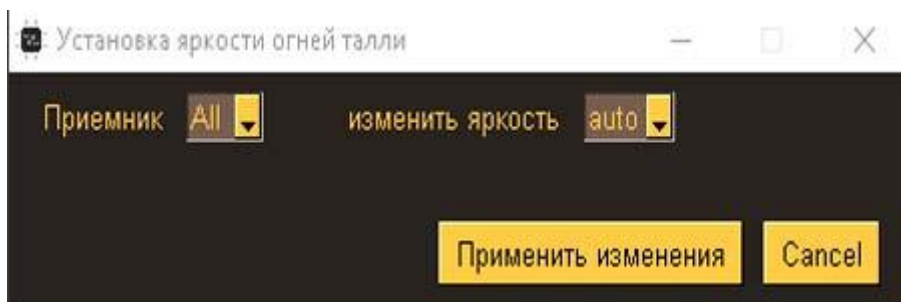 Установка яркости огней талли
Приемник All изменить яркость auto
Применить изменения Cancel